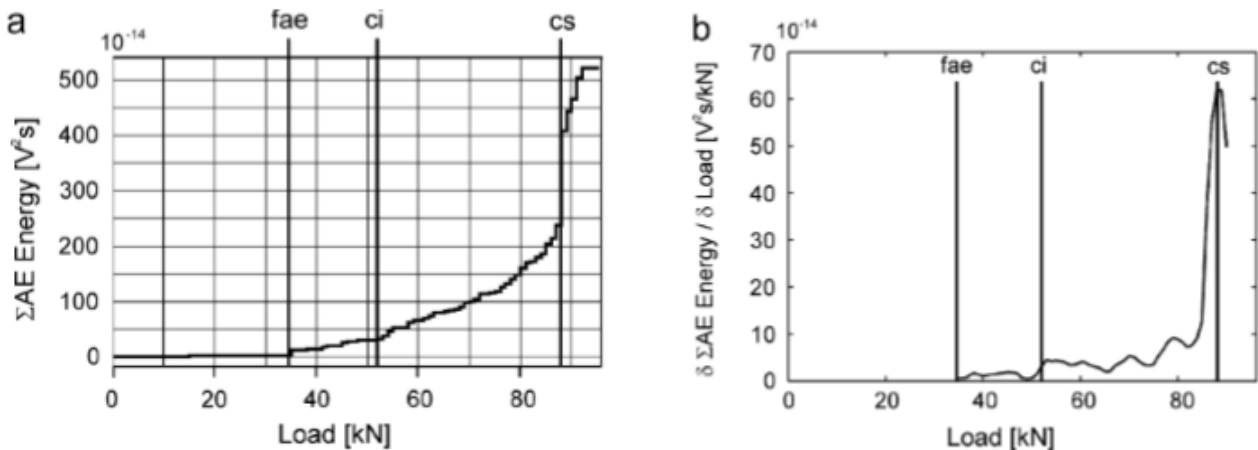 a
fae ci cs
10-14
500
400
300
200
100
0
ΣAE Energy [V²s]
0 20 40 60 80
Load [kN]
b
10-14
70
60
50
40
30
20
10
0
fae ci cs
δ ΣAE Energy / δ Load [V²s/kN]
0 20 40 60 80
Load [kN]